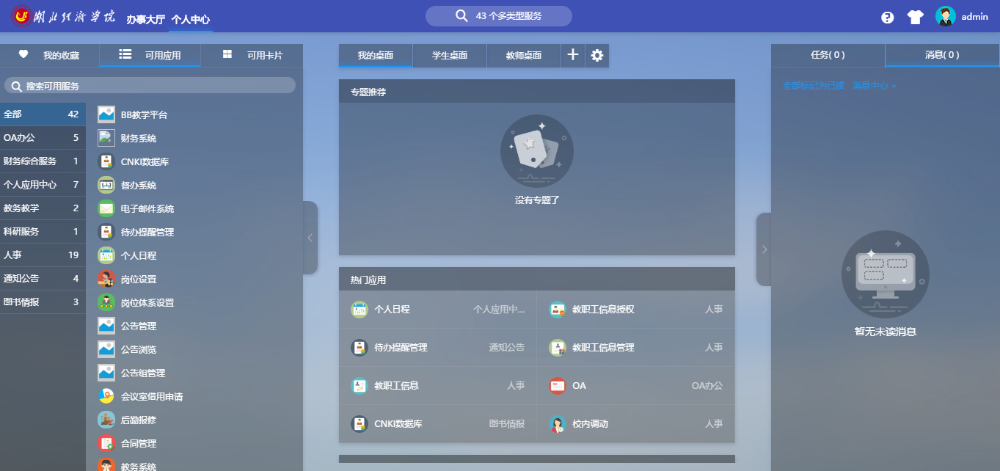 湖北经济学院
办事大厅 个人中心
43 个多类型服务
admin
我的收藏
可用应用
可用卡片
搜索可用服务
全部 42
OA办公 5
财务综合服务 1
个人应用中心 7
教务教学 2
科研服务 1
人事 19
通知公告 4
图书情报 3
BB教学平台
财务系统
CNKI数据库
督办系统
电子邮件系统
待办提醒管理
个人日程
岗位设置
岗位体系设置
公告管理
公告浏览
公告组管理
会议室借用申请
后勤报修
合同管理
教务系统
我的桌面
学生桌面
教师桌面
专题推荐
没有专题了
热门应用
个人日程 个人应用中...
教职工信息授权 人事
待办提醒管理 通知公告
教职工信息管理 人事
教职工信息 人事
OA OA办公
CNKI数据库 图书情报
校内调动 人事
任务( 0 )
消息( 0 )
全部标记为已读 消息中心 >
暂无未读消息